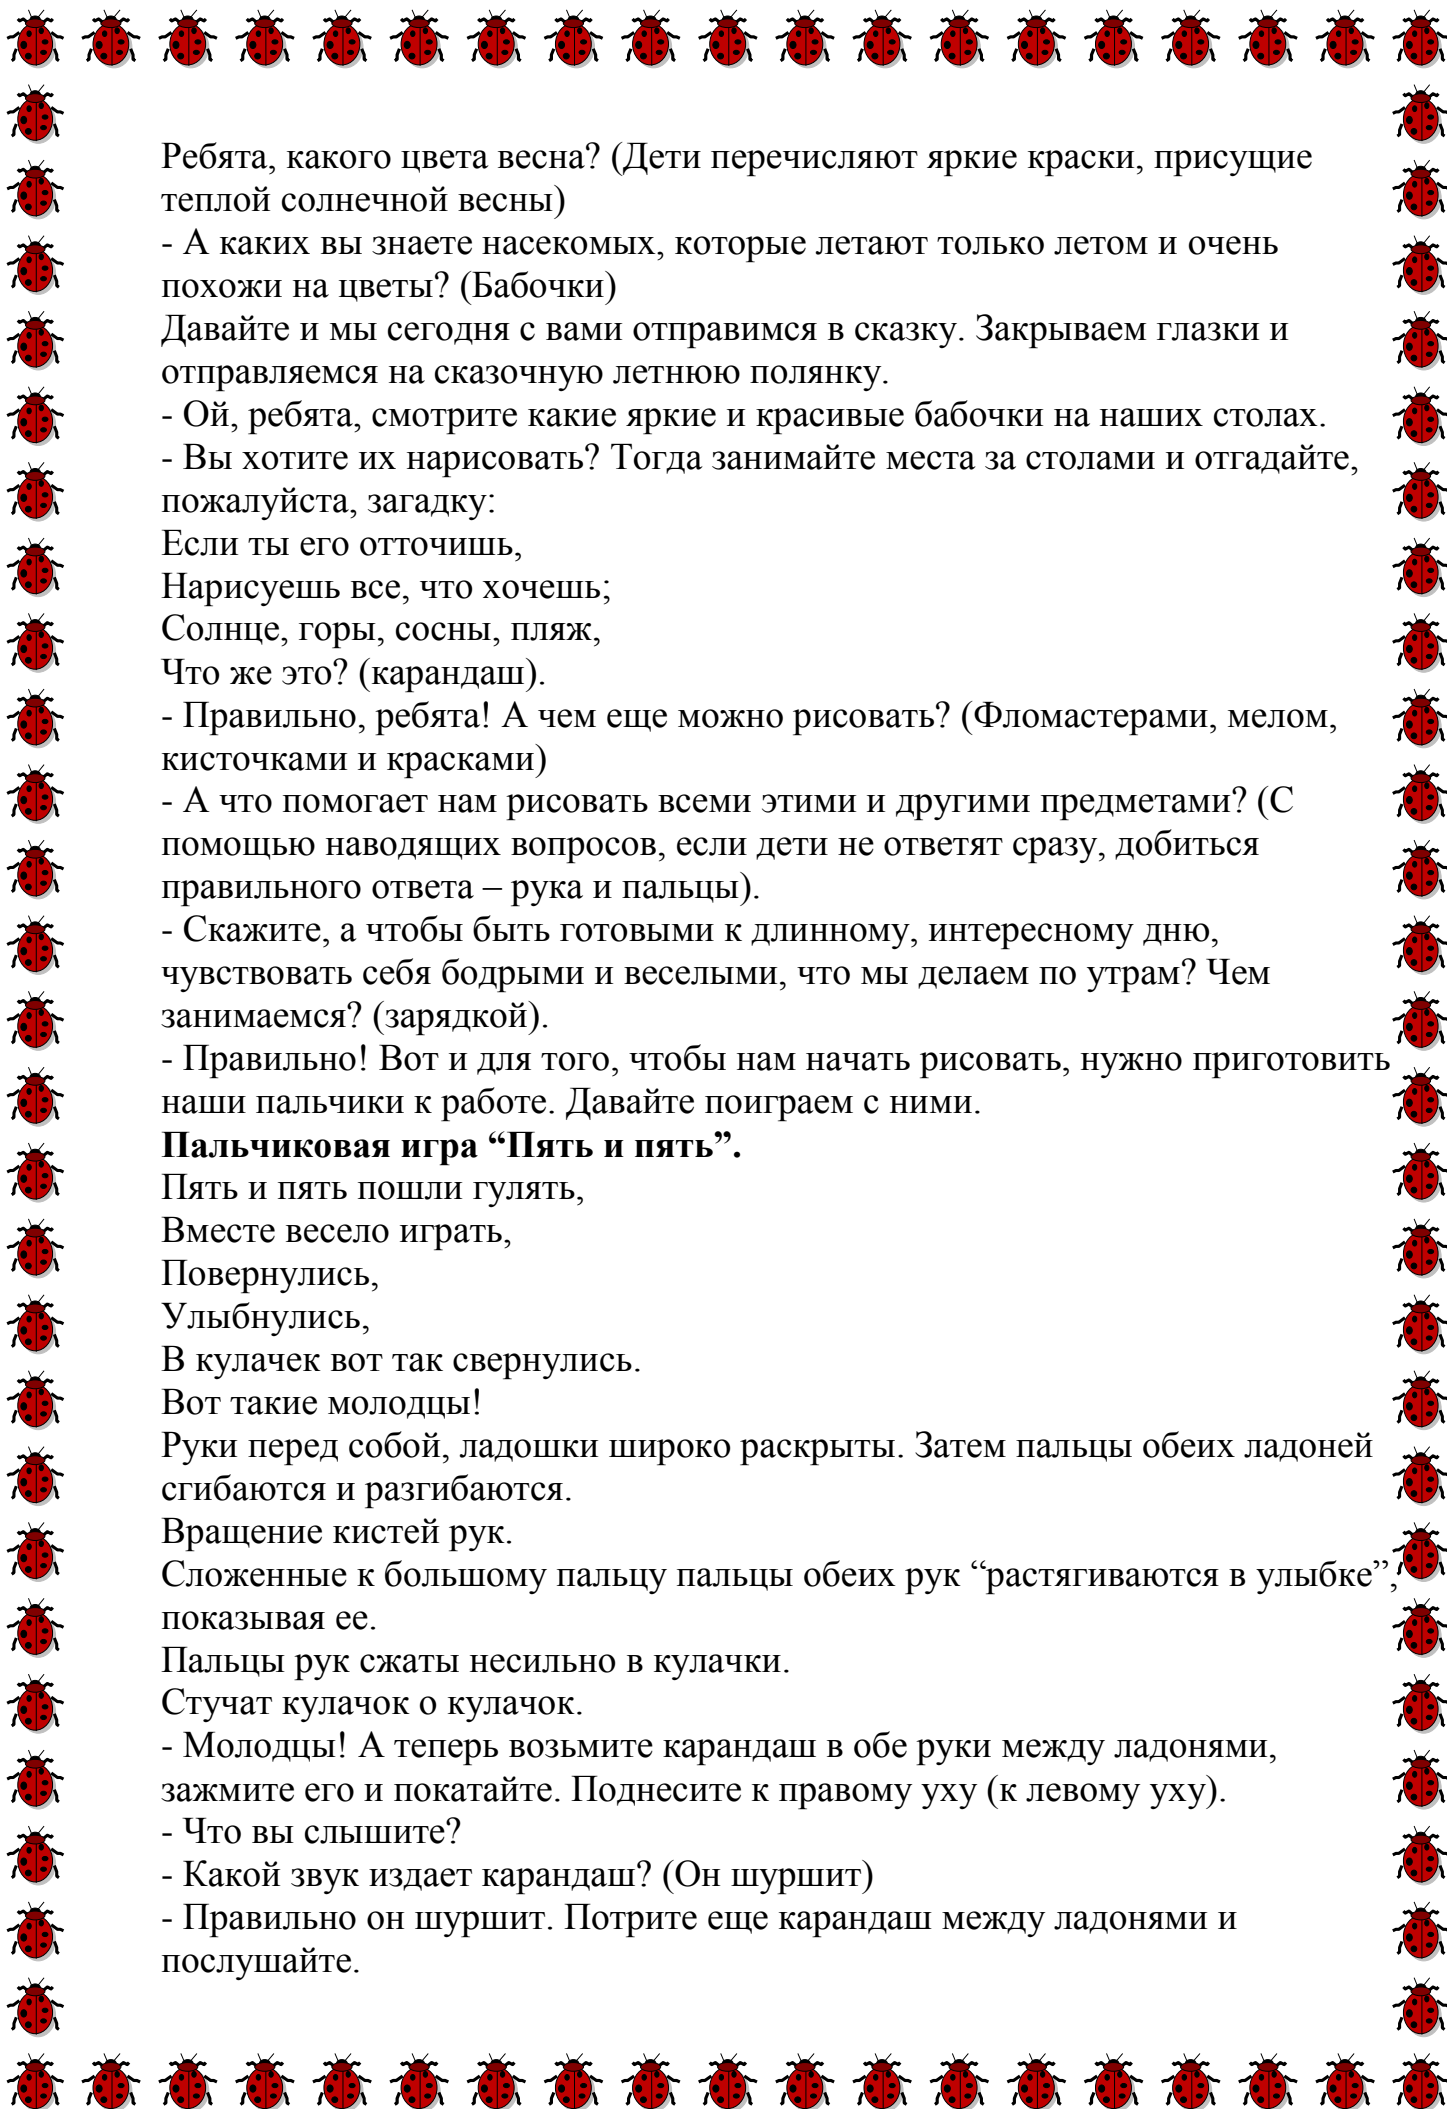 Ребята, какого цвета весна? (Дети перечисляют яркие краски, присущие
теплой солнечной весны)
- А каких вы знаете насекомых, которые летают только летом и очень
похожи на цветы? (Бабочки)
Давайте и мы сегодня с вами отправимся в сказку. Закрываем глазки и
отправляемся на сказочную летнюю полянку.
- Ой, ребята, смотрите какие яркие и красивые бабочки на наших столах.
- Вы хотите их нарисовать? Тогда занимайте места за столами и отгадайте,
пожалуйста, загадку:
Если ты его отточишь,
Нарисуешь все, что хочешь;
Солнце, горы, сосны, пляж,
Что же это? (карандаш).
- Правильно, ребята! А чем еще можно рисовать? (Фломастерами, мелом,
кисточками и красками)
- А что помогает нам рисовать всеми этими и другими предметами? (С
помощью наводящих вопросов, если дети не ответят сразу, добиться
правильного ответа – рука и пальцы).
- Скажите, а чтобы быть готовыми к длинному, интересному дню,
чувствовать себя бодрыми и веселыми, что мы делаем по утрам? Чем
занимаемся? (зарядкой).
- Правильно! Вот и для того, чтобы нам начать рисовать, нужно приготовить
наши пальчики к работе. Давайте поиграем с ними.
Пальчиковая игра “Пять и пять”.
Пять и пять пошли гулять,
Вместе весело играть,
Повернулись,
Улыбнулись,
В кулачек вот так свернулись.
Вот такие молодцы!
Руки перед собой, ладошки широко раскрыты. Затем пальцы обеих ладоней
сгибаются и разгибаются.
Вращение кистей рук.
Сложенные к большому пальцу пальцы обеих рук “растягиваются в улыбке”,
показывая ее.
Пальцы рук сжаты несильно в кулачки.
Стучат кулачок о кулачок.
- Молодцы! А теперь возьмите карандаш в обе руки между ладонями,
зажмите его и покатайте. Поднесите к правому уху (к левому уху).
- Что вы слышите?
- Какой звук издает карандаш? (Он шуршит)
- Правильно он шуршит. Потрите еще карандаш между ладонями и
послушайте.